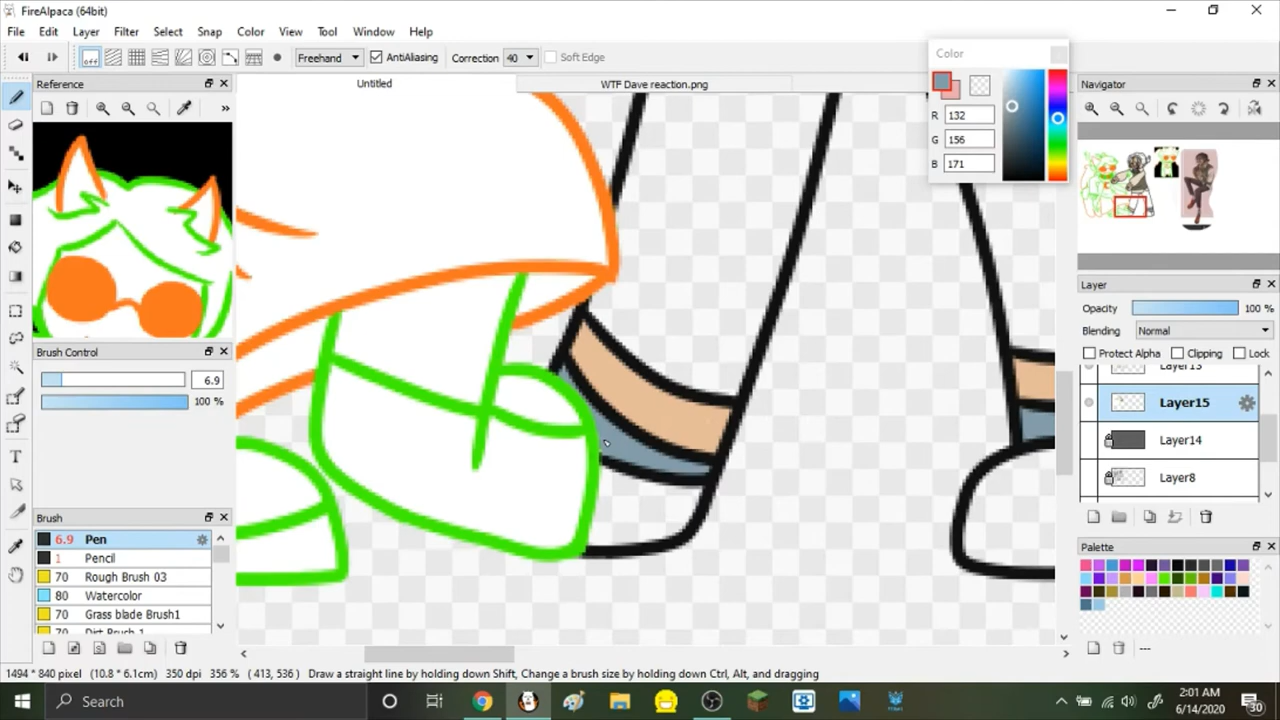 FireAlpaca (64bit)
File Edit Layer Filter Select Snap Color View Tool Window Help
off Freehand AntiAliasing Correction 40 Soft Edge
Reference Untitled WTF Dave reaction.png Color Navigator
»
R 132
G 156
B 171
Brush Control
6.9
100 %
Layer
Opacity 100 %
Blending Normal
Protect Alpha Clipping Lock
Layer13
Layer15
Layer14
Layer8
Brush
6.9 Pen
1 Pencil
70 Rough Brush 03
80 Watercolor
70 Grass blade Brush1
70 Dirt Brush 1
Palette
---
1494 * 840 pixel (10.8 * 6.1cm) 350 dpi 356 % ( 413, 536 ) Draw a straight line by holding down Shift, Change a brush size by holding down Ctrl, Alt, and dragging
Search
2:01 AM
6/14/2020
30